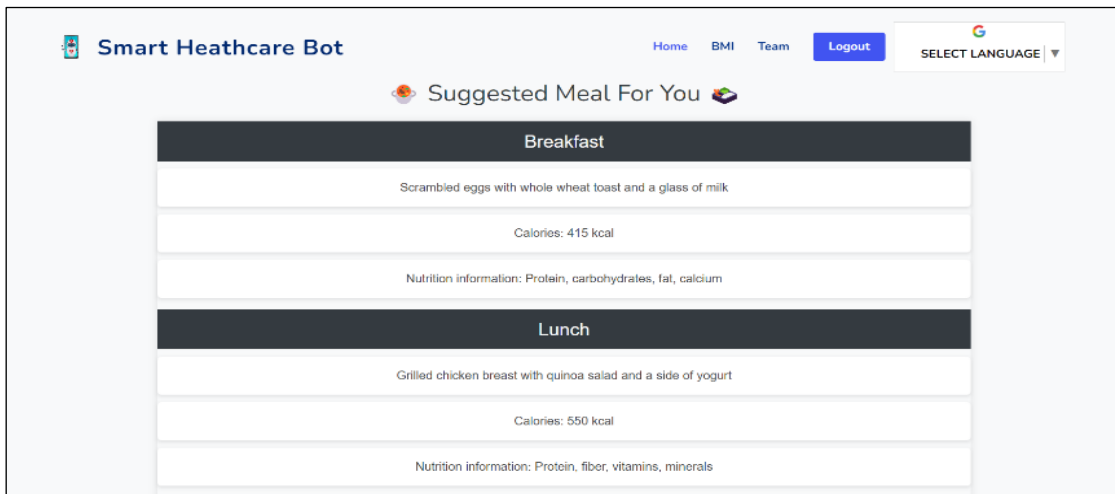 Smart Heathcare Bot
Home BMI Team Logout
SELECT LANGUAGE ▼
Suggested Meal For You
Breakfast
Scrambled eggs with whole wheat toast and a glass of milk
Calories: 415 kcal
Nutrition information: Protein, carbohydrates, fat, calcium
Lunch
Grilled chicken breast with quinoa salad and a side of yogurt
Calories: 550 kcal
Nutrition information: Protein, fiber, vitamins, minerals